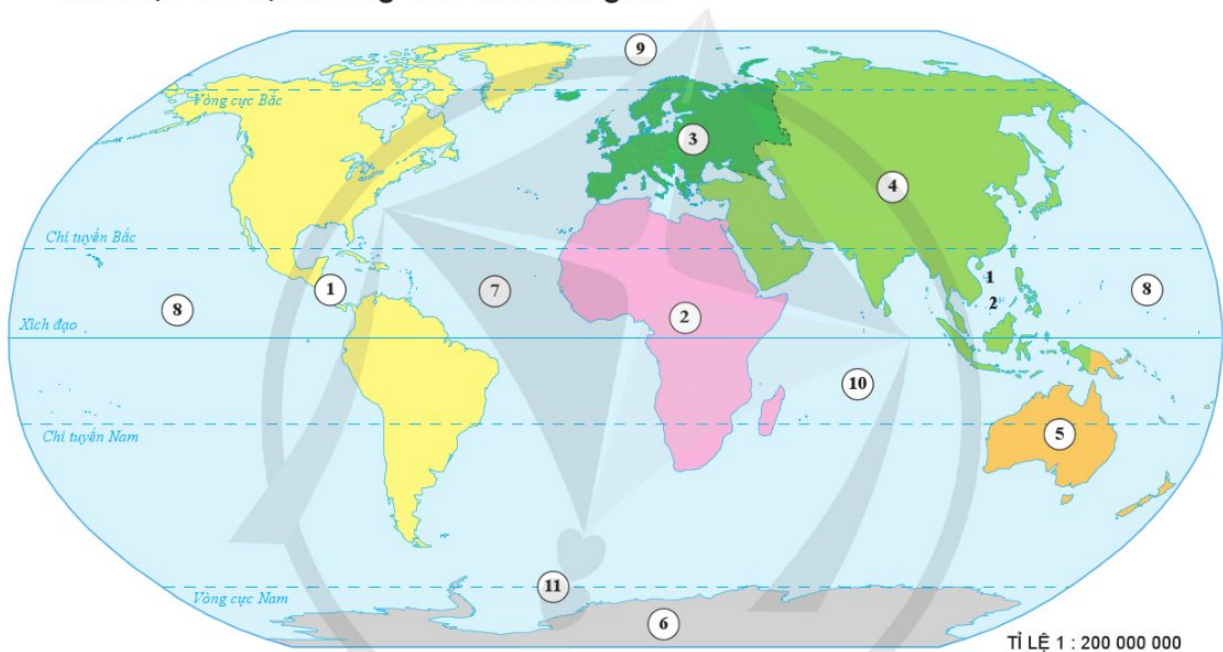 9
Vòng cực Bắc
3
4
Chí tuyến Bắc
1
7
1
8
8
2
2
Xích đạo
10
Chí tuyến Nam
5
11
Vòng cực Nam
6
TỈ LỆ 1 : 200 000 000